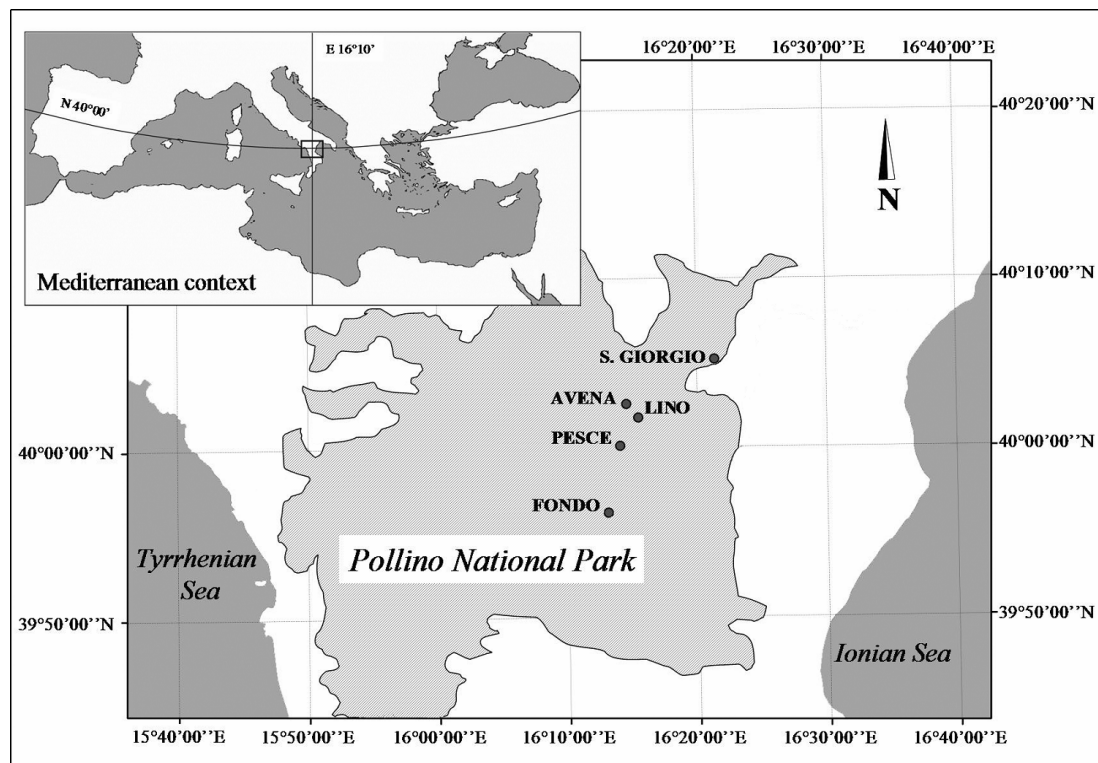 16°20’00’’E 16°30’00’’E 16°40’00’’E
E 16°10’
N 40°00’
Mediterranean context
40°20’00’’N
N
40°10’00’’N
S. GIORGIO
AVENA
LINO
PESCE
40°00’00’’N
40°00’00’’N
FONDO
Pollino National Park
Tyrrhenian
Sea
39°50’00’’N
39°50’00’’N
Ionian Sea
15°40’00’’E 15°50’00’’E 16°00’00’’E 16°10’00’’E 16°20’00’’E 16°30’00’’E 16°40’00’’E